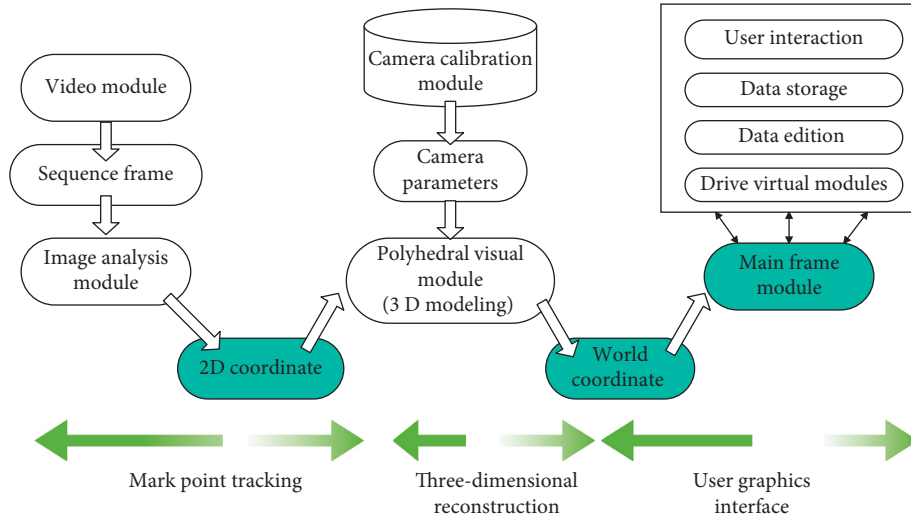 Video module
Sequence frame
Image analysis
module
2D coordinate
Camera calibration
module
Camera
parameters
Polyhedral visual
module
(3 D modeling)
World
coordinate
User interaction
Data storage
Data edition
Drive virtual modules
Main frame
module
Mark point tracking
Three-dimensional
reconstruction
User graphics
interface